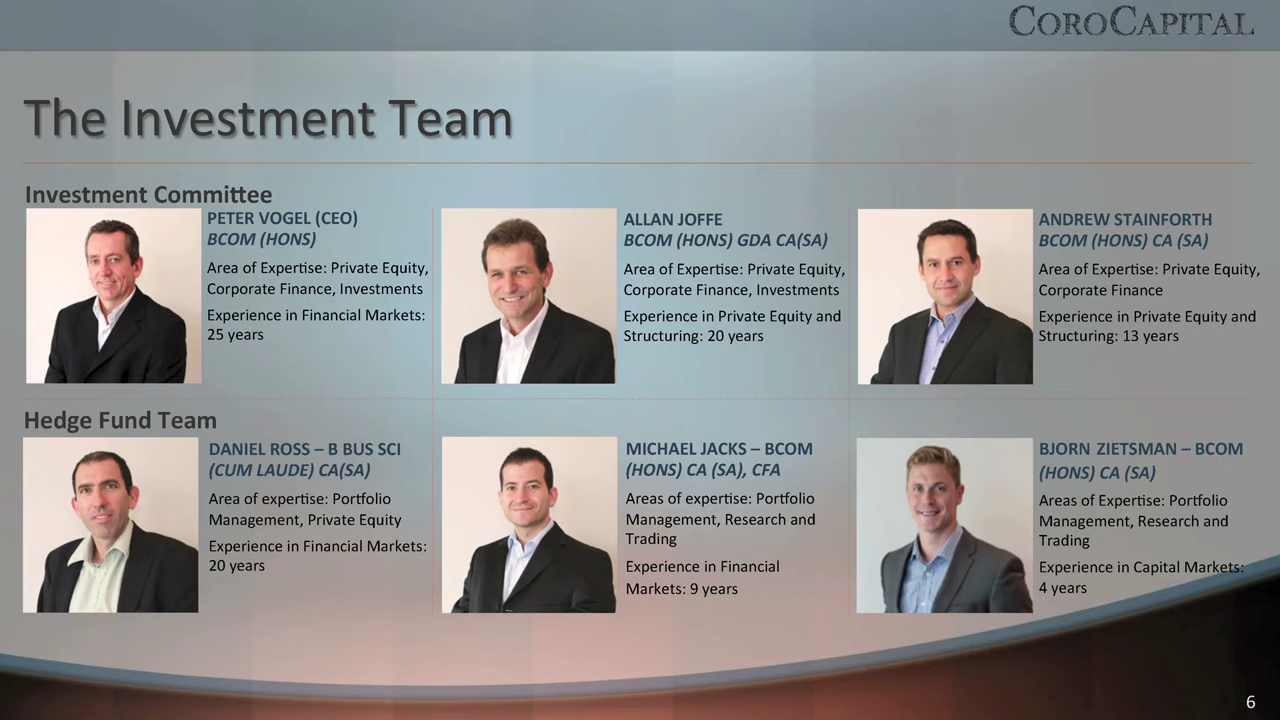 COROCAPITAL
The Investment Team
Investment Committee
PETER VOGEL (CEO)
BCOM (HONS)
Area of Expertise: Private Equity,
Corporate Finance, Investments
Experience in Financial Markets:
25 years
ALLAN JOFFE
BCOM (HONS) GDA CA(SA)
Area of Expertise: Private Equity,
Corporate Finance, Investments
Experience in Private Equity and
Structuring: 20 years
ANDREW STAINFORTH
BCOM (HONS) CA (SA)
Area of Expertise: Private Equity,
Corporate Finance
Experience in Private Equity and
Structuring: 13 years
Hedge Fund Team
DANIEL ROSS – B BUS SCI
(CUM LAUDE) CA(SA)
Area of expertise: Portfolio
Management, Private Equity
Experience in Financial Markets:
20 years
MICHAEL JACKS – BCOM
(HONS) CA (SA), CFA
Areas of expertise: Portfolio
Management, Research and
Trading
Experience in Financial
Markets: 9 years
BJORN ZIETSMAN – BCOM
(HONS) CA (SA)
Areas of Expertise: Portfolio
Management, Research and
Trading
Experience in Capital Markets:
4 years
6